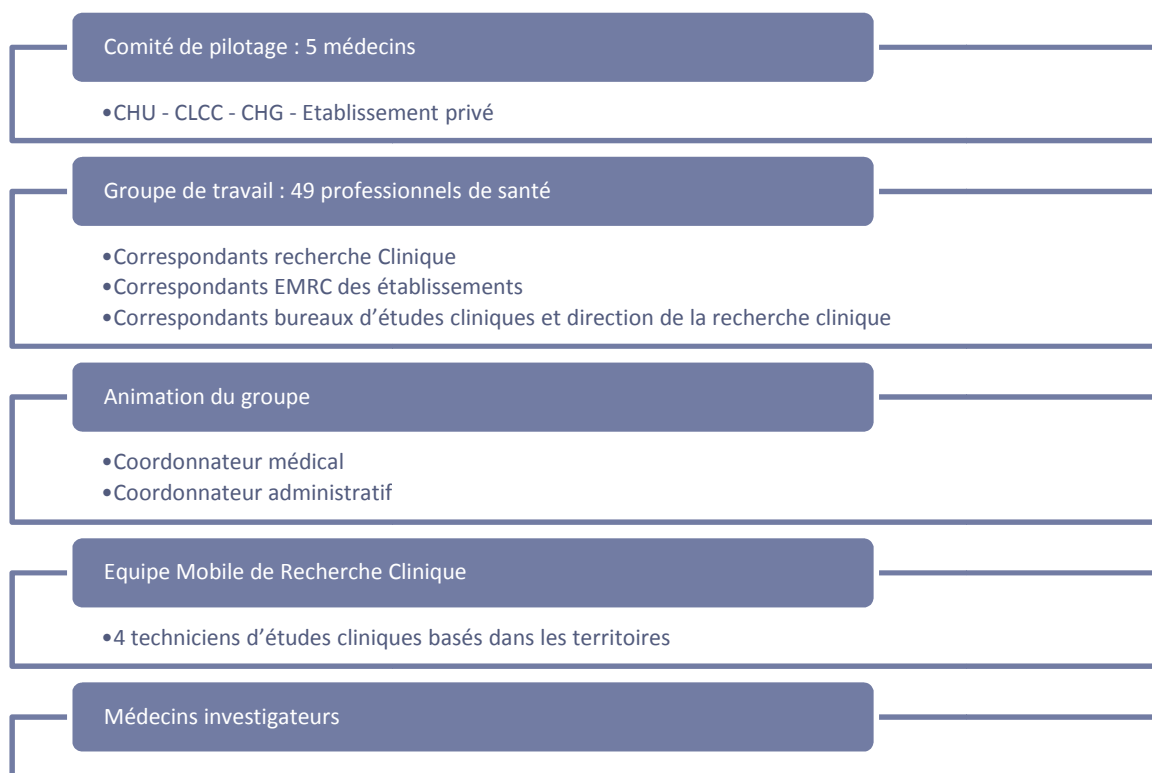 Comité de pilotage : 5 médecins
•CHU - CLCC - CHG - Etablissement privé
Groupe de travail : 49 professionnels de santé
•Correspondants recherche Clinique
•Correspondants EMRC des établissements
•Correspondants bureaux d'études cliniques et direction de la recherche clinique
Animation du groupe
•Coordonnateur médical
•Coordonnateur administratif
Equipe Mobile de Recherche Clinique
•4 techniciens d'études cliniques basés dans les territoires
Médecins investigateurs